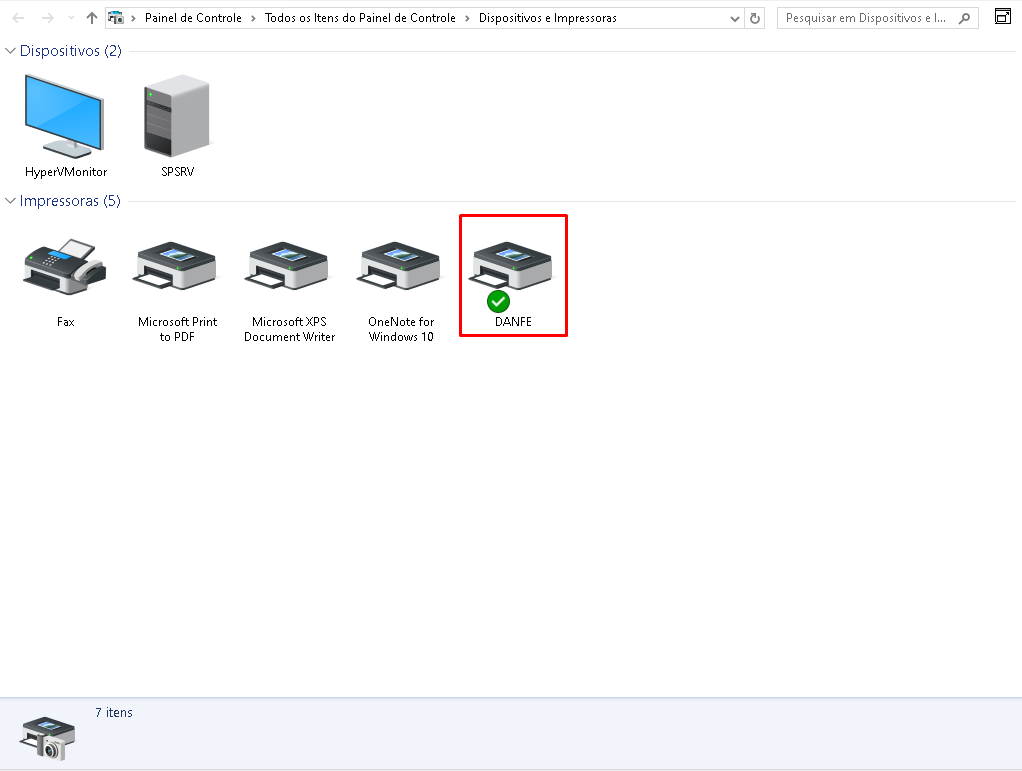 Painel de Controle > Todos os Itens do Painel de Controle > Dispositivos e Impressoras
Pesquisar em Dispositivos e I...
Dispositivos (2)
HyperVMonitor
SPSRV
Impressoras (5)
Fax
Microsoft Print
to PDF
Microsoft XPS
Document Writer
OneNote for
Windows 10
DANFE
7 itens